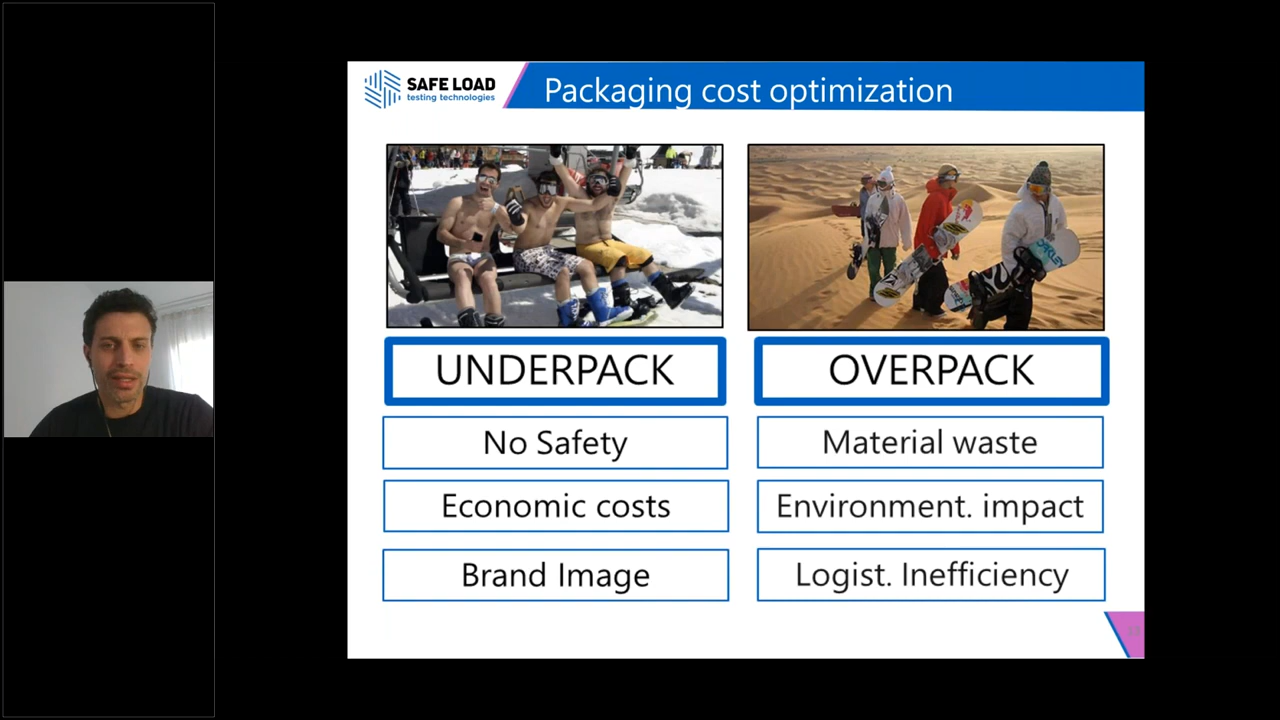 SAFE LOAD
testing technologies
Packaging cost optimization
UNDERPACK
OVERPACK
No Safety
Material waste
Economic costs
Environment. impact
Brand Image
Logist. Inefficiency
OAKLEY